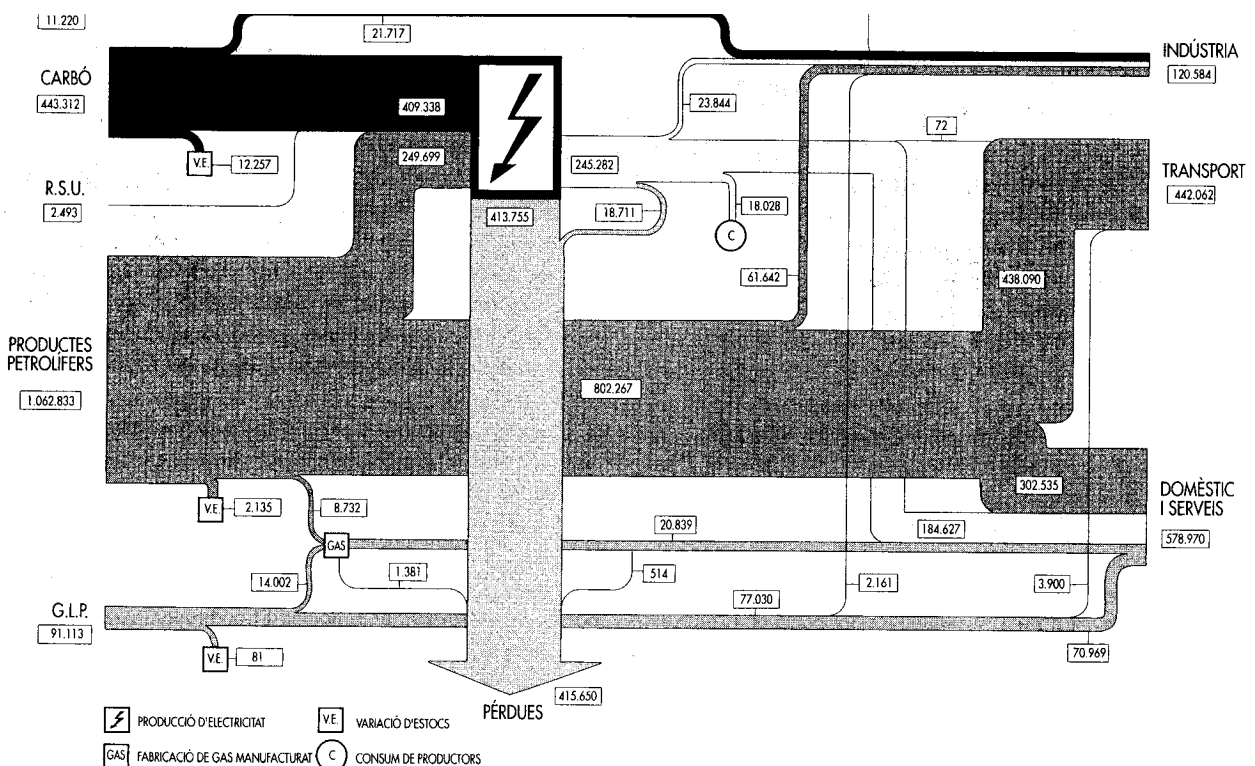 11.220
21.717
INDÚSTRIA
120.584
CARBÓ
443.312
409.338
23.844
72
V.E.
12.257
249.699
245.282
TRANSPORT
442.062
R.S.U.
2.493
413.755
18.711
18.028
C
61.642
438.090
PRODUCTES
PETROLÍFERS
1.062.833
802.267
302.535
DOMÈSTIC
I SERVEIS
578.970
V.E.
2.135
8.732
20.839
184.627
GAS
14.002
1.381
514
2.161
3.900
G.L.P.
91.113
77.030
V.E.
81
70.969
415.650
PÉRDUES
PRODUCCIÓ D'ELECTRICITAT
V.E. VARIACIÓ D'ESTOCS
GAS FABRICACIÓ DE GAS MANUFACTURAT
C CONSUM DE PRODUCTORS